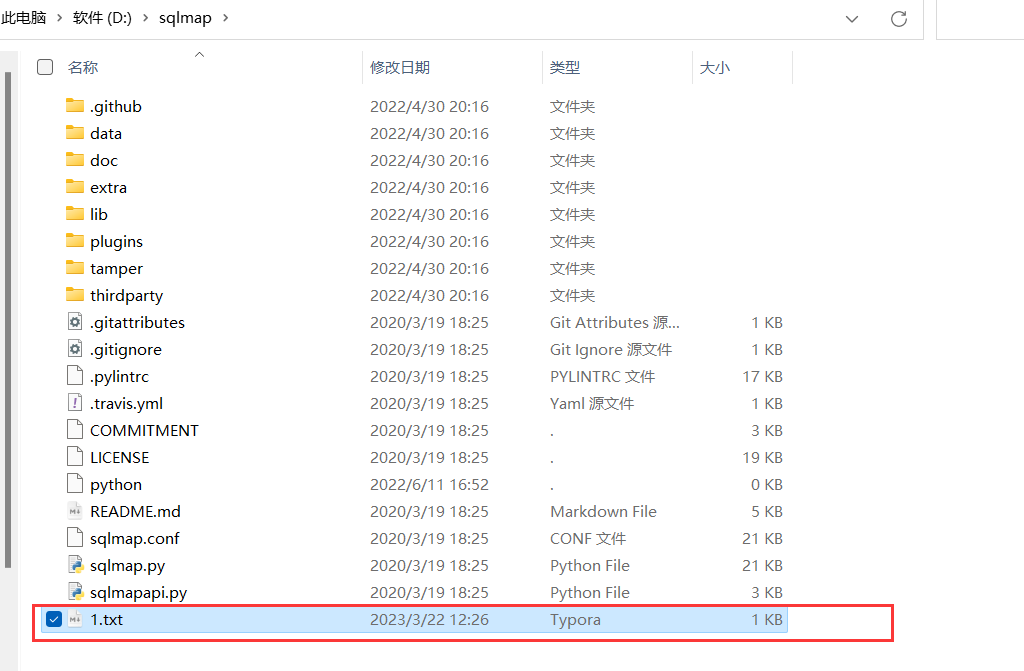 此电脑 > 软件 (D:) > sqlmap >
名称 修改日期 类型 大小
.github 2022/4/30 20:16 文件夹
data 2022/4/30 20:16 文件夹
doc 2022/4/30 20:16 文件夹
extra 2022/4/30 20:16 文件夹
lib 2022/4/30 20:16 文件夹
plugins 2022/4/30 20:16 文件夹
tamper 2022/4/30 20:16 文件夹
thirdparty 2022/4/30 20:16 文件夹
.gitattributes 2020/3/19 18:25 Git Attributes 源... 1 KB
.gitignore 2020/3/19 18:25 Git Ignore 源文件 1 KB
.pylintrc 2020/3/19 18:25 PYLINTRC 文件 17 KB
.travis.yml 2020/3/19 18:25 Yaml 源文件 1 KB
COMMITMENT 2020/3/19 18:25 . 3 KB
LICENSE 2020/3/19 18:25 . 19 KB
python 2022/6/11 16:52 . 0 KB
README.md 2020/3/19 18:25 Markdown File 5 KB
sqlmap.conf 2020/3/19 18:25 CONF 文件 21 KB
sqlmap.py 2020/3/19 18:25 Python File 21 KB
sqlmapapi.py 2020/3/19 18:25 Python File 3 KB
1.txt 2023/3/22 12:26 Typora 1 KB